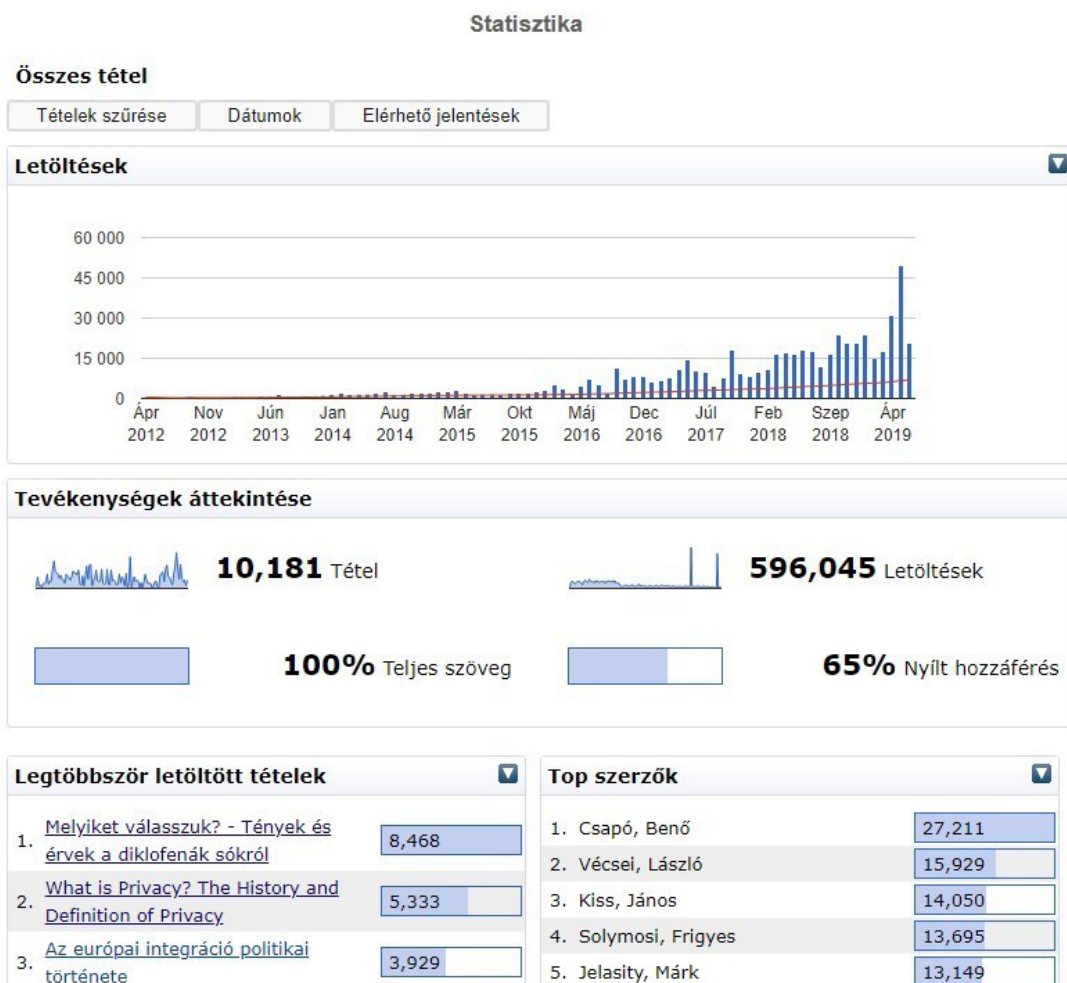 Statisztika
Összes tétel
Tételek szűrése
Dátumok
Elérhető jelentések
Letöltések
60 000
45 000
30 000
15 000
0
Ápr Nov Jún Jan Aug Már Okt Máj Dec Júl Feb Szep Ápr
2012 2012 2013 2014 2014 2015 2015 2016 2016 2017 2018 2018 2019
Tevékenységek áttekintése
10,181 Tétel
596,045 Letöltések
100% Teljes szöveg
65% Nyílt hozzáférés
Legtöbbször letöltött tételek
1. Melyiket válasszuk? - Tények és
érvek a diklofenák sókról
8,468
2. What is Privacy? The History and
Definition of Privacy
5,333
3. Az európai integráció politikai
története
3,929
Top szerzők
1. Csapó, Benő 27,211
2. Vécsei, László 15,929
3. Kiss, János 14,050
4. Solymosi, Frigyes 13,695
5. Jelasity, Márk 13,149